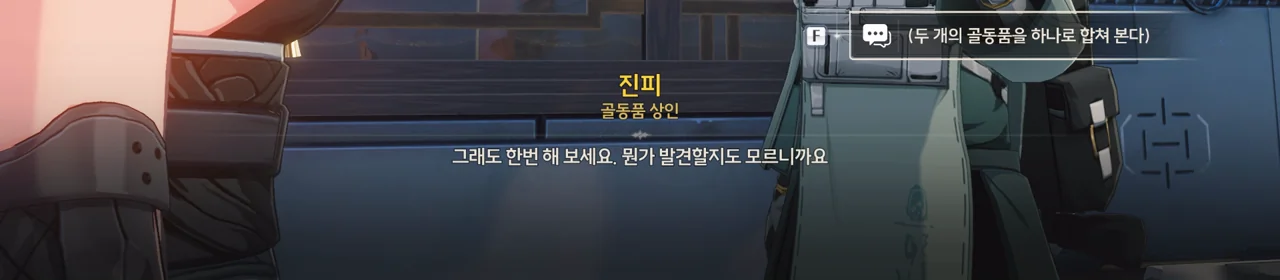 F
(두 개의 골동품을 하나로 합쳐 본다)
진피
골동품 상인
그래도 한번 해 보세요. 뭔가 발견할지도 모르니까요